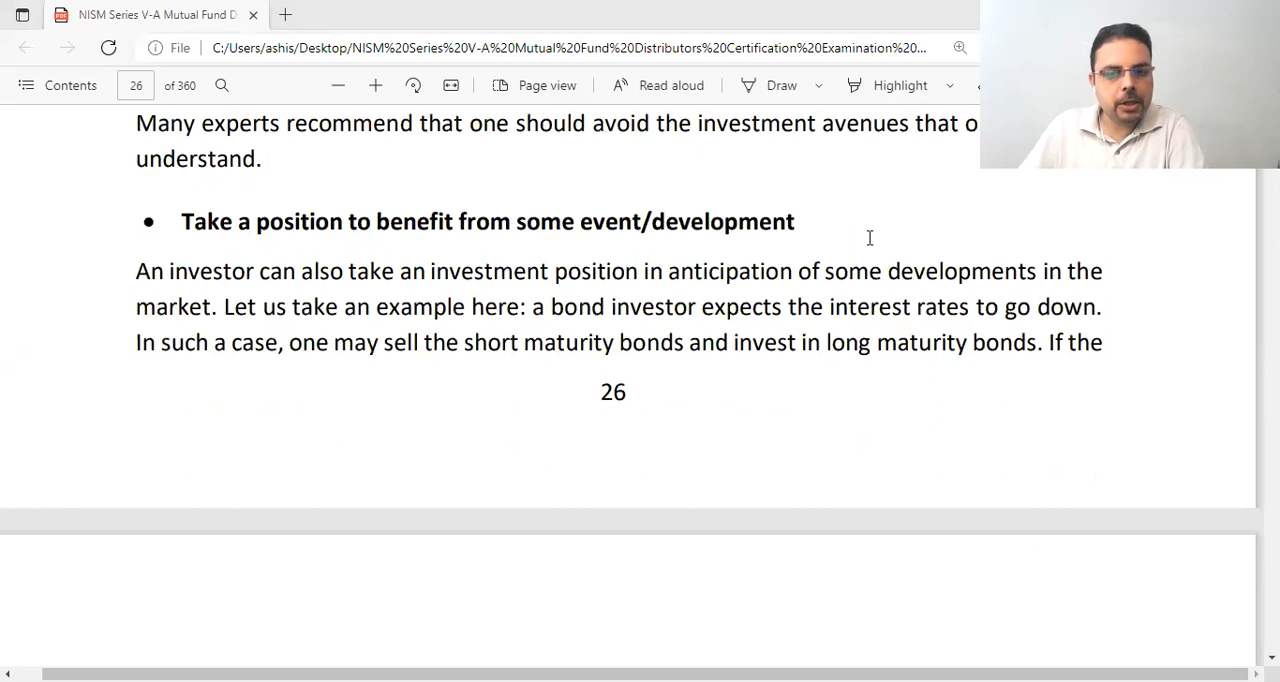 NISM Series V-A Mutual Fund D
File
C:/Users/ashis/Desktop/NISM%20Series%20V-A%20Mutual%20Fund%20Distributors%20Certification%20Examination%20...
Contents
26
of 360
Page view
Read aloud
Draw
Highlight
Many experts recommend that one should avoid the investment avenues that
understand.
• Take a position to benefit from some event/development
An investor can also take an investment position in anticipation of some developments in the
market. Let us take an example here: a bond investor expects the interest rates to go down.
In such a case, one may sell the short maturity bonds and invest in long maturity bonds. If the
26